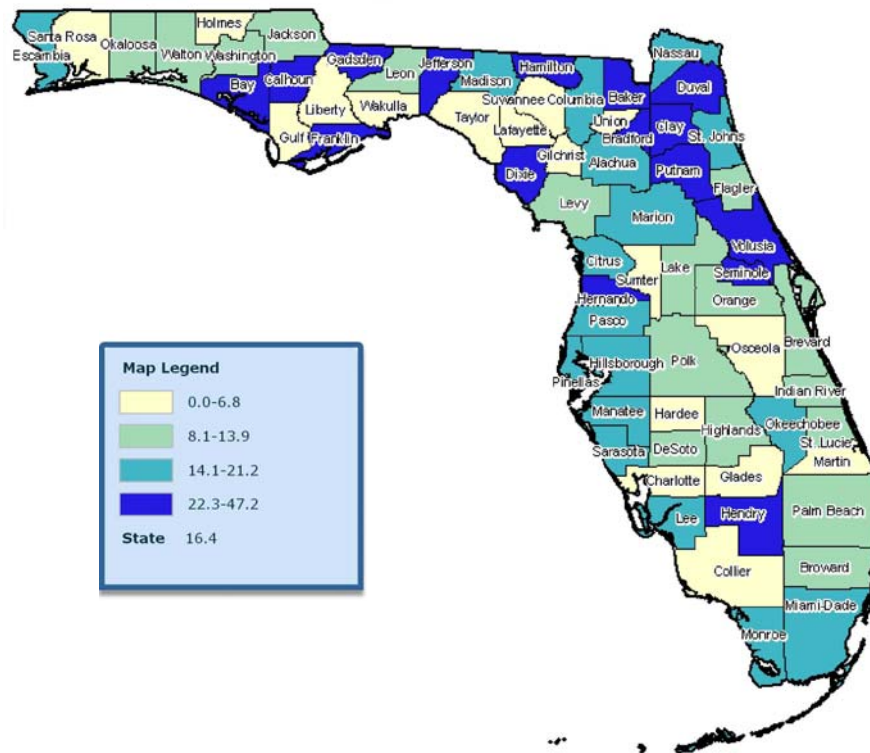 Holmes
Jackson
Santa Rosa
Okaloosa
Walton
Washington
Escambia
Gadsden
Jefferson
Hamilton
Nassau
Bay
Calhoun
Leon
Madison
Baker
Duval
Liberty
Wakulla
Suwannee
Columbia
Taylor
Union
Clay
Gulf
Franklin
Lafayette
Bradford
St. Johns
Gilchrist
Alachua
Dixie
Putnam
Flagler
Levy
Marion
Volusia
Citrus
Lake
Seminole
Sumter
Hernando
Orange
Pasco
Osceola
Brevard
Hillsborough
Polk
Pinellas
Indian River
Manatee
Hardee
Highlands
Okeechobee
St. Lucie
Sarasota
DeSoto
Martin
Charlotte
Glades
Lee
Hendry
Palm Beach
Collier
Broward
Miami-Dade
Monroe
Map Legend
0.0-6.8
8.1-13.9
14.1-21.2
22.3-47.2
State 16.4